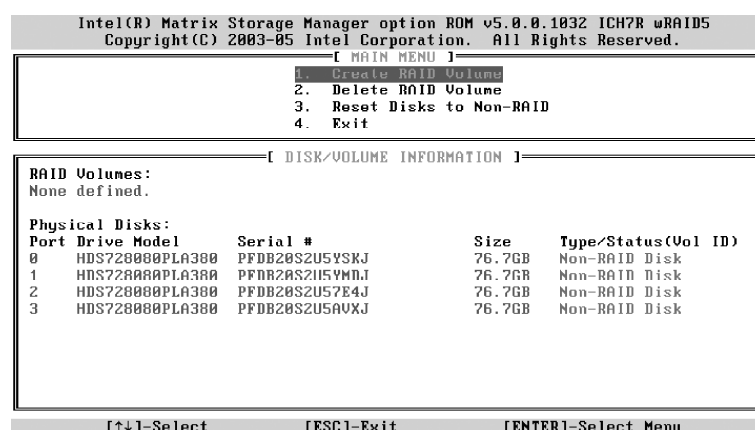 Intel(R) Matrix Storage Manager option ROM v5.0.0.1032 ICH7R wRAID5
Copyright(C) 2003-05 Intel Corporation. All Rights Reserved.
[ MAIN MENU ]
1. Create RAID Volume
2. Delete RAID Volume
3. Reset Disks to Non-RAID
4. Exit
[ DISK/VOLUME INFORMATION ]
RAID Volumes:
None defined.
Physical Disks:
Port Drive Model Serial # Size Type/Status(Vol ID)
0 HDS728080PLA380 PFDB20S2U5YSKJ 76.7GB Non-RAID Disk
1 HDS728080PLA380 PFDB20S2U5YMDJ 76.7GB Non-RAID Disk
2 HDS728080PLA380 PFDB20S2U57E4J 76.7GB Non-RAID Disk
3 HDS728080PLA380 PFDB20S2U5AVXJ 76.7GB Non-RAID Disk
[↑↓]-Select [ESC]-Exit [ENTER]-Select Menu